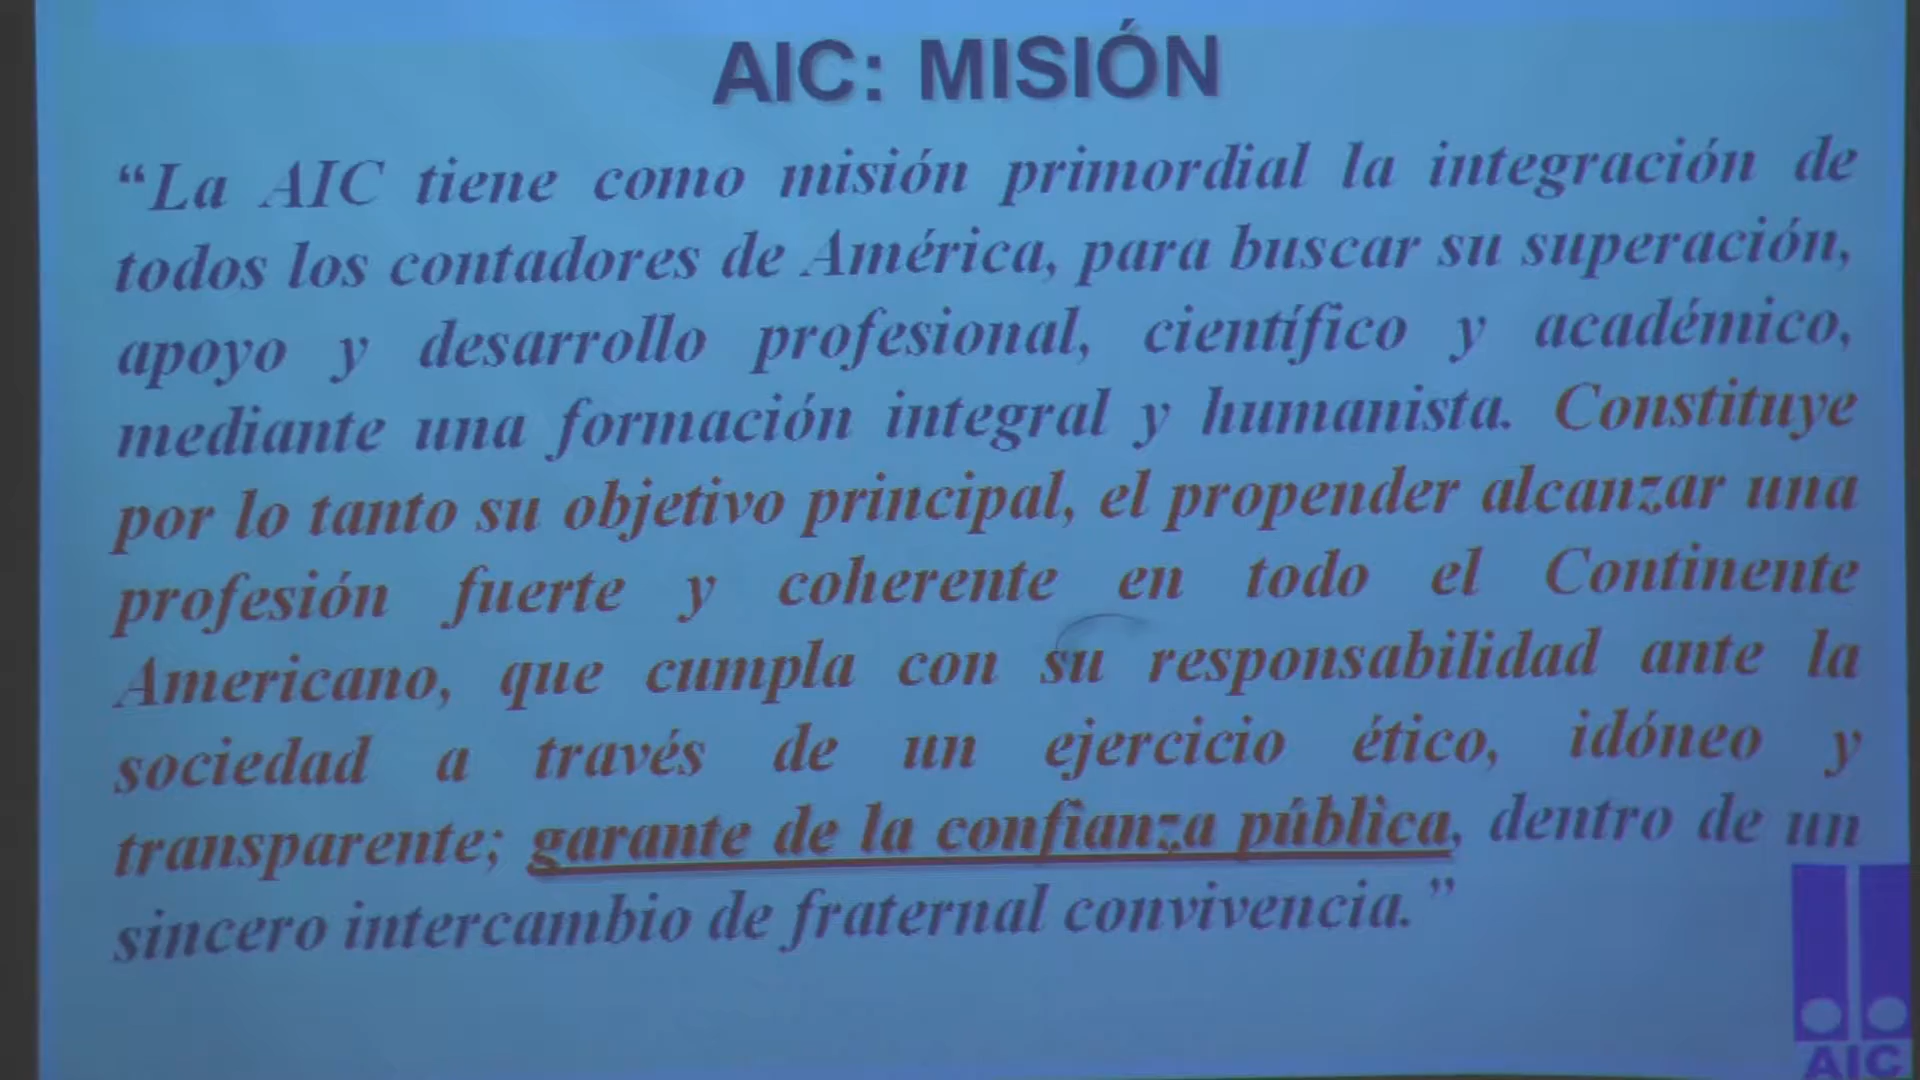 AIC: MISIÓN
“La AIC tiene como misión primordial la integración de
todos los contadores de América, para buscar su superación,
apoyo y desarrollo profesional, científico y académico,
mediante una formación integral y humanista. Constituye
por lo tanto su objetivo principal, el propender alcanzar una
profesión fuerte y coherente en todo el Continente
Americano, que cumpla con su responsabilidad ante la
sociedad a través de un ejercicio ético, idóneo y
transparente; garante de la confianza pública, dentro de un
sincero intercambio de fraternal convivencia.”
AIC